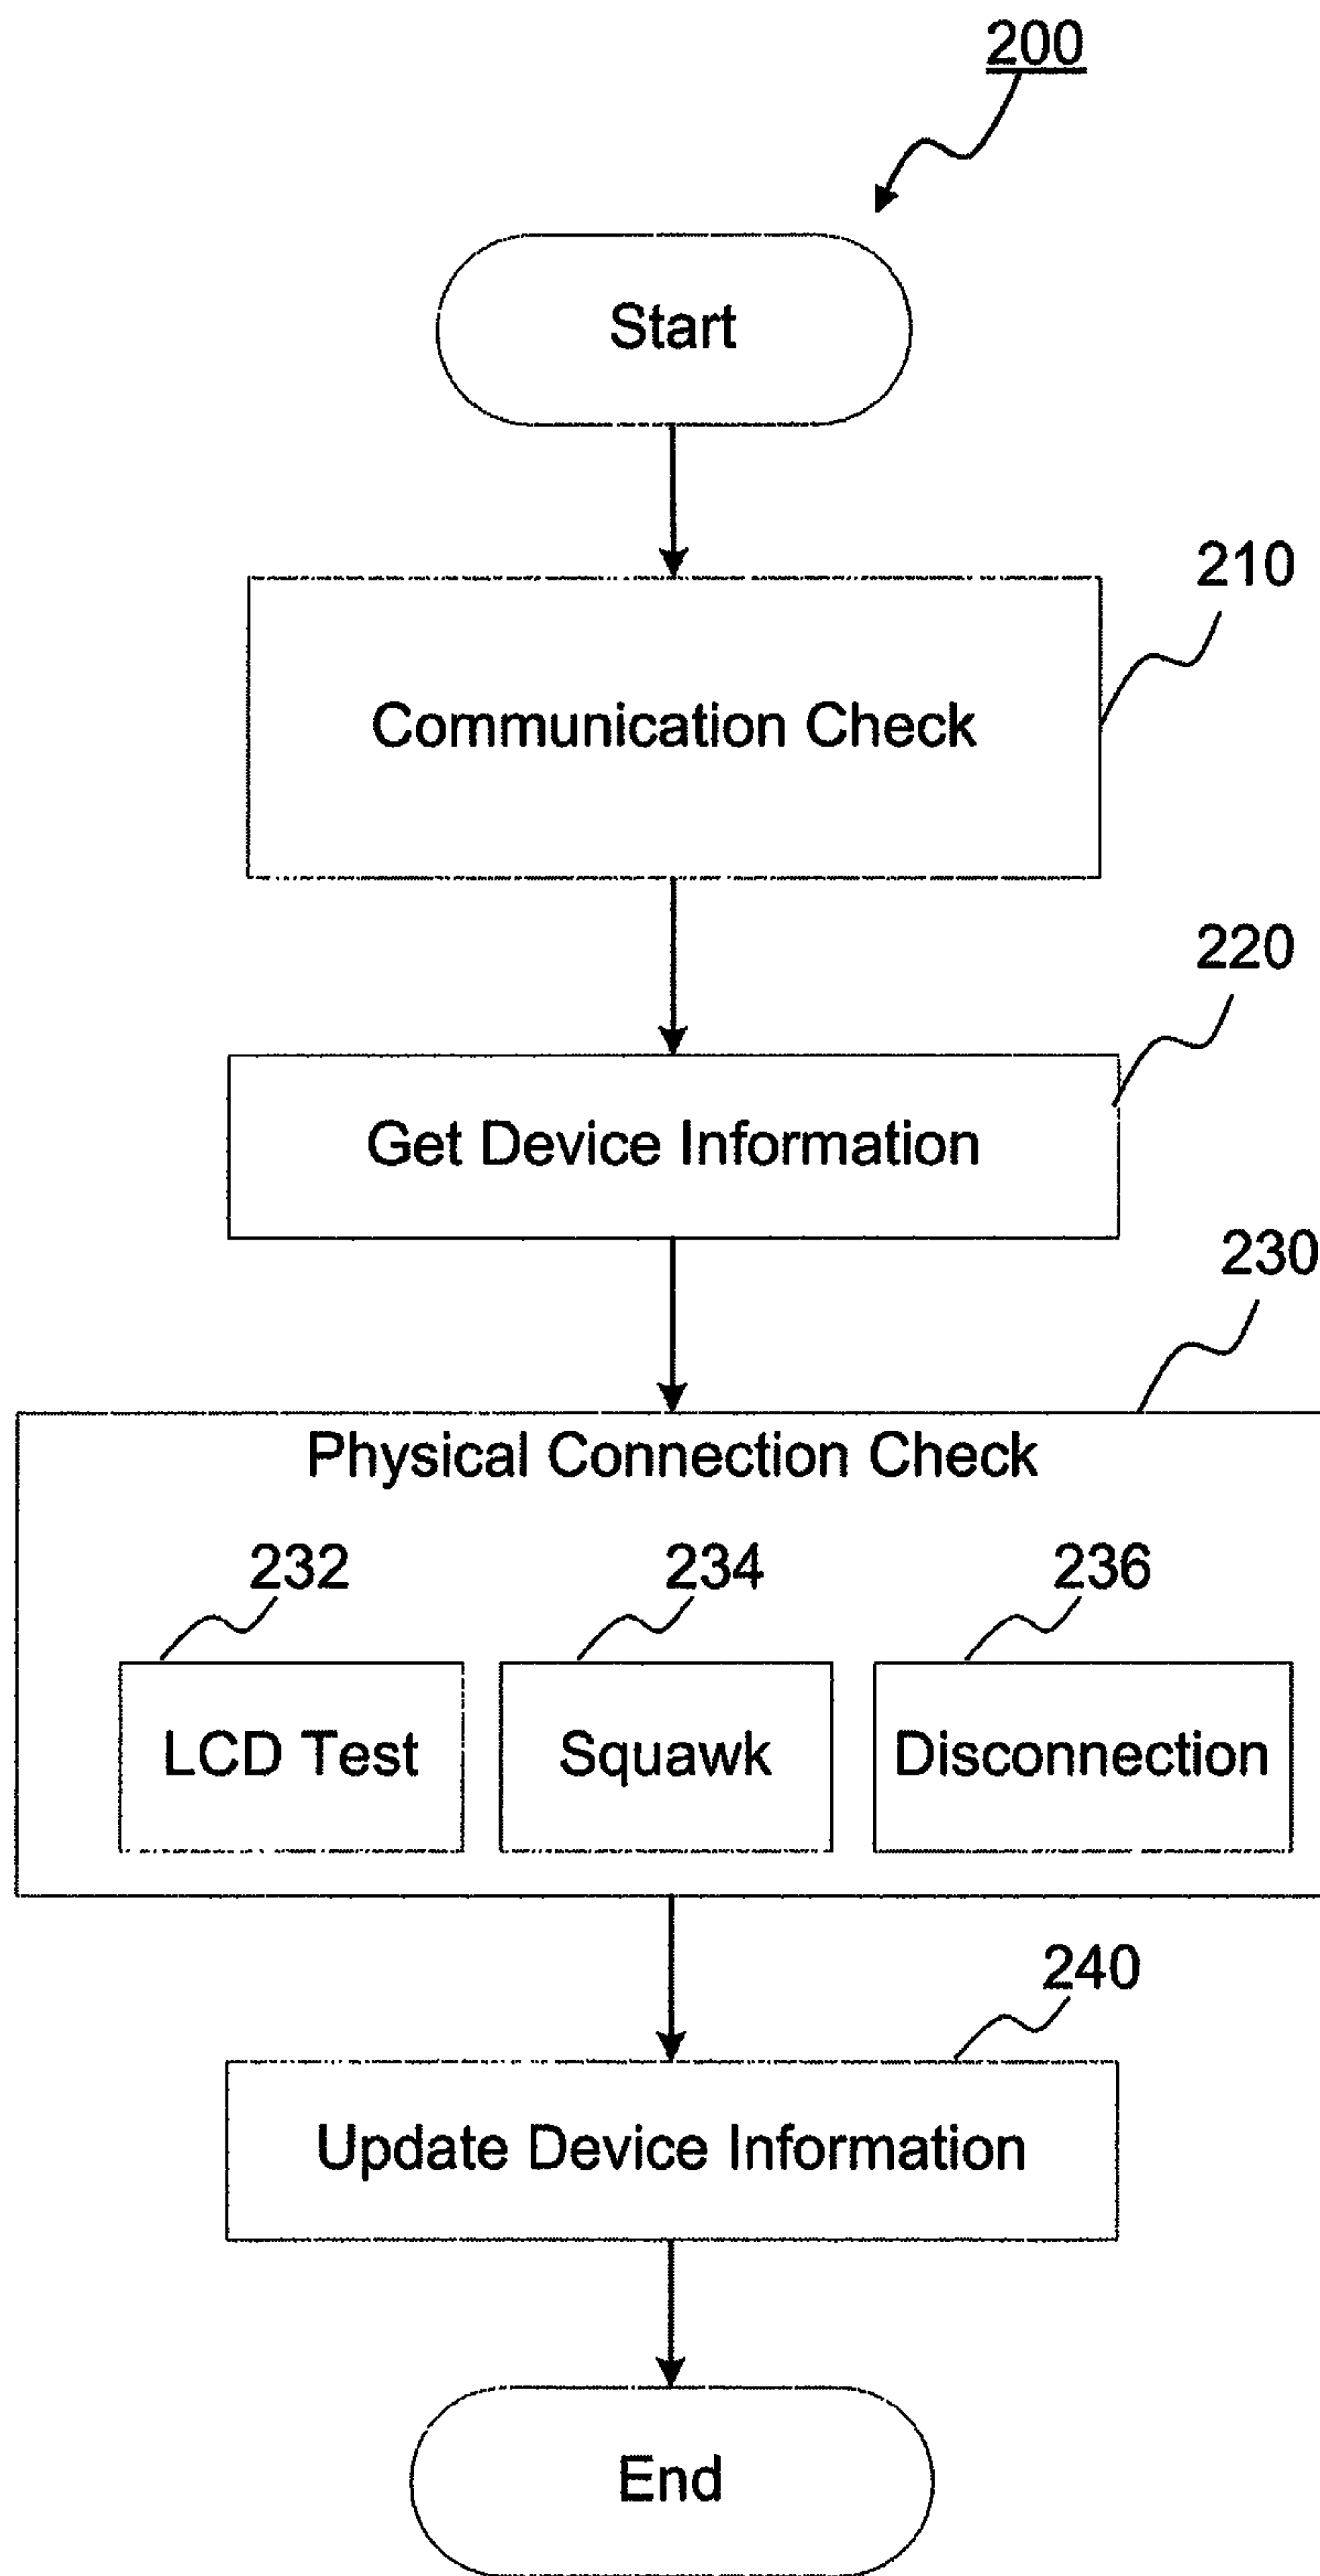 200
Start
210
Communication Check
220
Get Device Information
230
Physical Connection Check
232 234 236
LCD Test Squawk Disconnection
240
Update Device Information
End